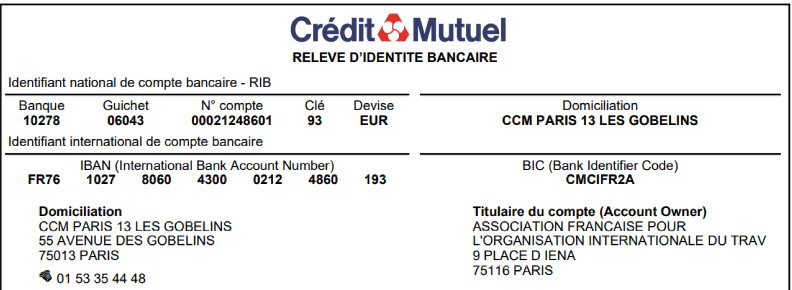 Crédit Mutuel
RELEVE D'IDENTITE BANCAIRE
Identifiant national de compte bancaire - RIB
Banque Guichet N° compte Clé Devise Domiciliation
10278 06043 00021248601 93 EUR CCM PARIS 13 LES GOBELINS
Identifiant international de compte bancaire
IBAN (International Bank Account Number) BIC (Bank Identifier Code)
FR76 1027 8060 4300 0212 4860 193 CMCIFR2A
Domiciliation
CCM PARIS 13 LES GOBELINS
55 AVENUE DES GOBELINS
75013 PARIS
01 53 35 44 48
Titulaire du compte (Account Owner)
ASSOCIATION FRANCAISE POUR
L'ORGANISATION INTERNATIONALE DU TRAV
9 PLACE D IENA
75116 PARIS